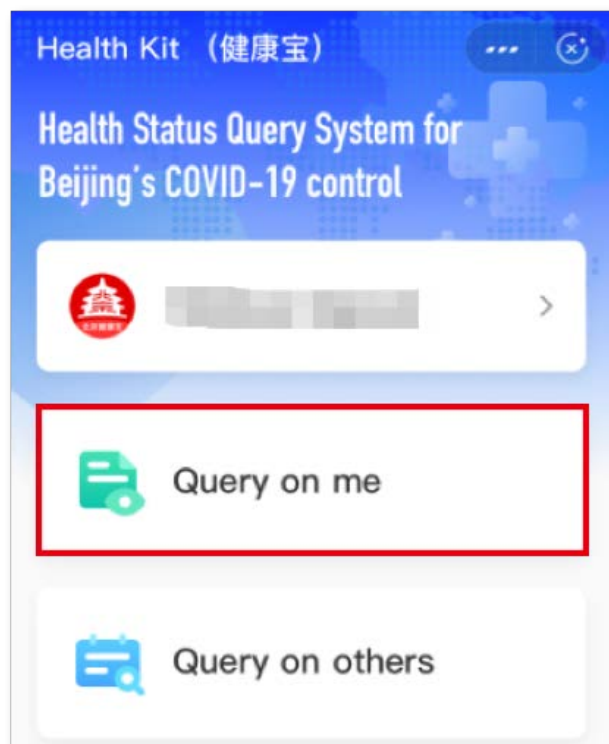 Health Kit （健康宝）
Health Status Query System for
Beijing's COVID-19 control
Query on me
Query on others